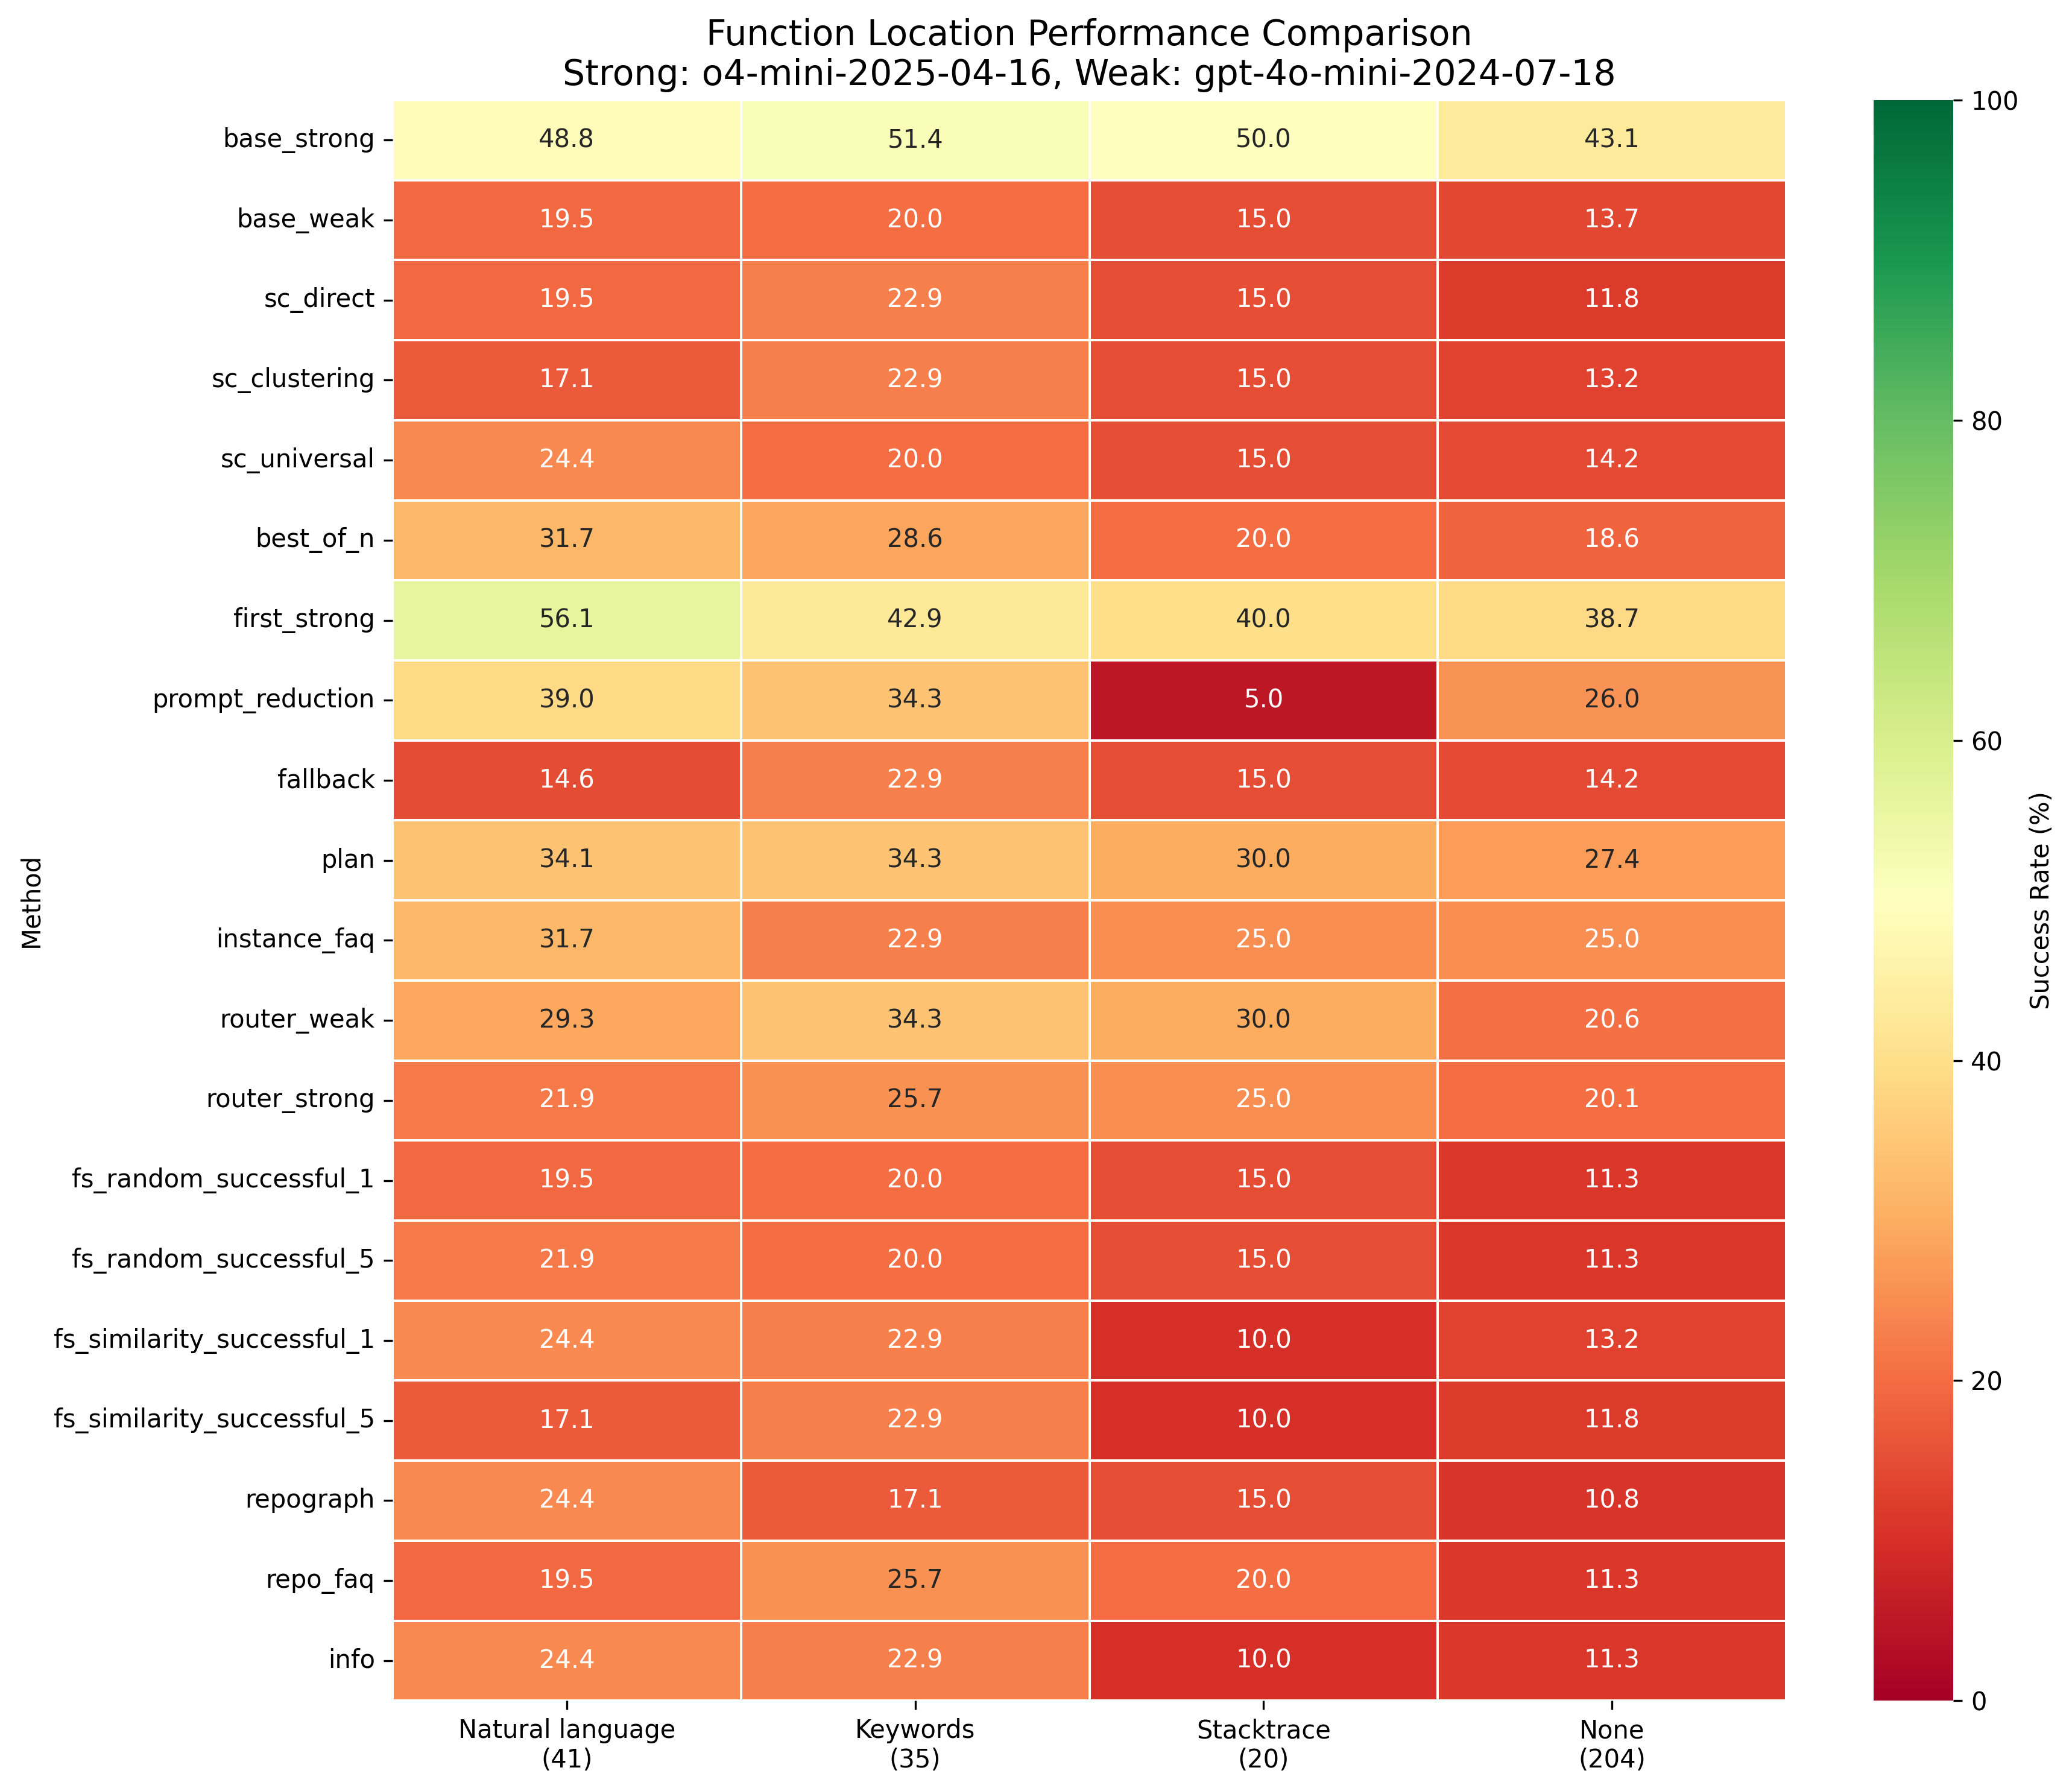 Function Location Performance Comparison
Strong: o4-mini-2025-04-16, Weak: gpt-4o-mini-2024-07-18
base_strong 48.8 51.4 50.0 43.1
base_weak 19.5 20.0 15.0 13.7
sc_direct 19.5 22.9 15.0 11.8
sc_clustering 17.1 22.9 15.0 13.2
sc_universal 24.4 20.0 15.0 14.2
best_of_n 31.7 28.6 20.0 18.6
first_strong 56.1 42.9 40.0 38.7
prompt_reduction 39.0 34.3 5.0 26.0
fallback 14.6 22.9 15.0 14.2
plan 34.1 34.3 30.0 27.4
instance_faq 31.7 22.9 25.0 25.0
router_weak 29.3 34.3 30.0 20.6
router_strong 21.9 25.7 25.0 20.1
fs_random_successful_1 19.5 20.0 15.0 11.3
fs_random_successful_5 21.9 20.0 15.0 11.3
fs_similarity_successful_1 24.4 22.9 10.0 13.2
fs_similarity_successful_5 17.1 22.9 10.0 11.8
repograph 24.4 17.1 15.0 10.8
repo_faq 19.5 25.7 20.0 11.3
info 24.4 22.9 10.0 11.3
Natural language Keywords Stacktrace None
(41) (35) (20) (204)
Method
100
80
60
40
20
0
Success Rate (%)